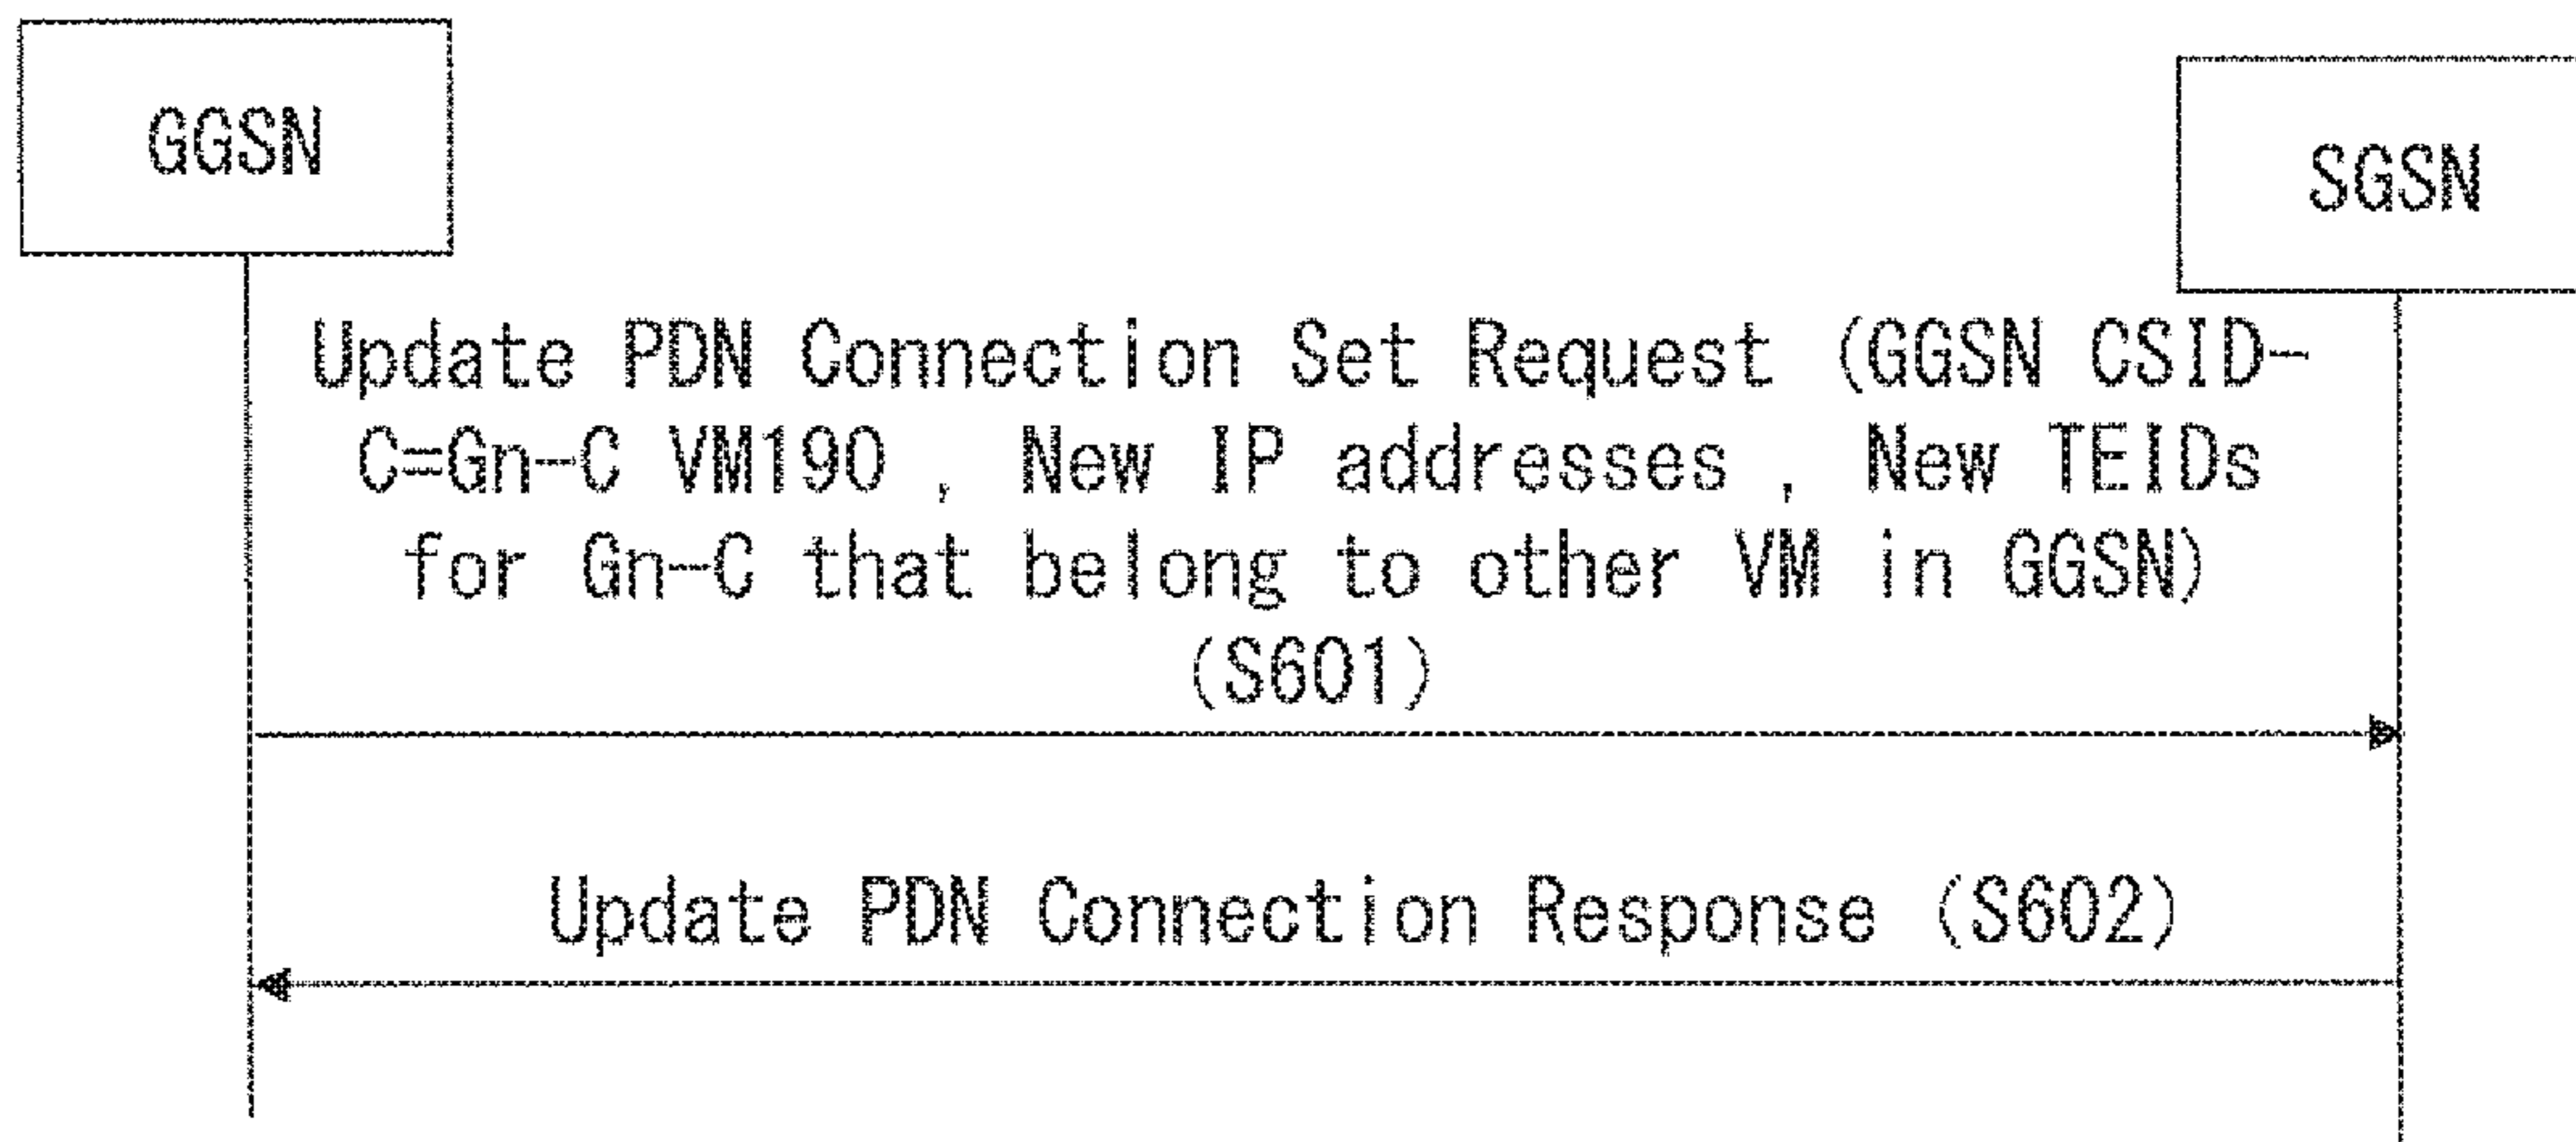 GGSN
SGSN
Update PDN Connection Set Request (GGSN CSID-
C=Gn-C VM190 , New IP addresses , New TEIDs
for Gn-C that belong to other VM in GGSN)
(S601)
Update PDN Connection Response (S602)